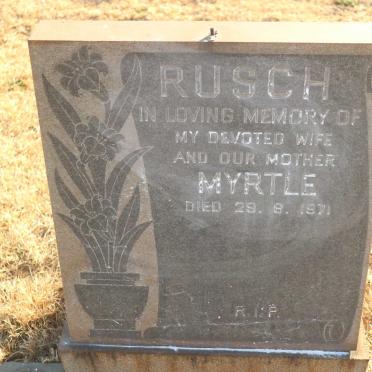 RUSCH
IN LOVING MEMORY OF
MY DEVOTED WIFE
AND OUR MOTHER
MYRTLE
DIED 29. 8. 1971
R.I.P.